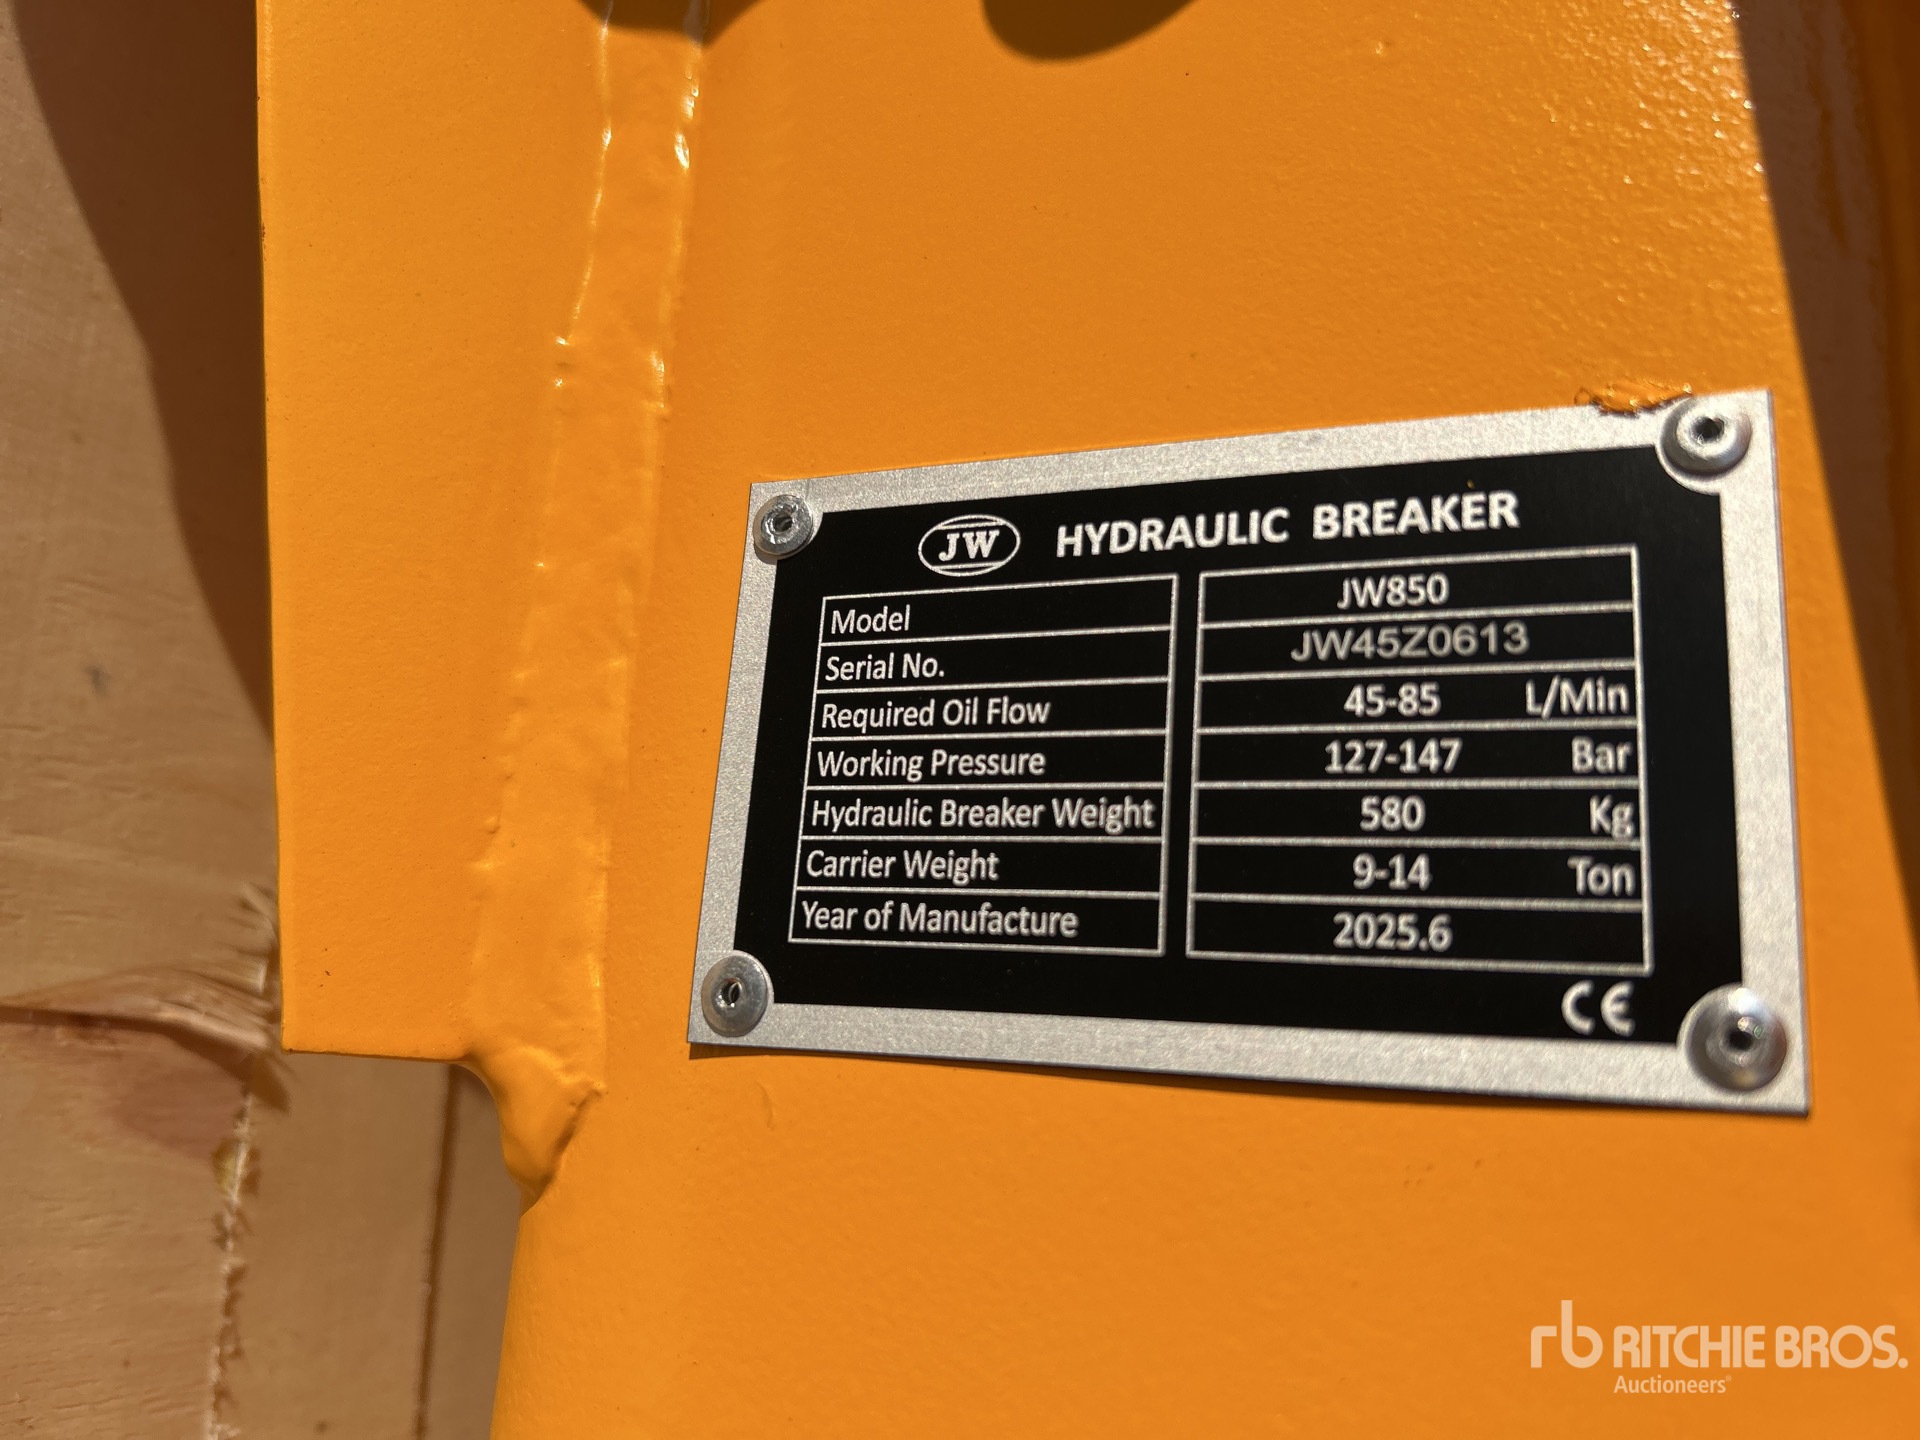 JW HYDRAULIC BREAKER
Model JW850
Serial No. JW45Z0613
Required Oil Flow 45-85 L/Min
Working Pressure 127-147 Bar
Hydraulic Breaker Weight 580 Kg
Carrier Weight 9-14 Ton
Year of Manufacture 2025.6
CE
rb RITCHIE BROS.
Auctioneers®